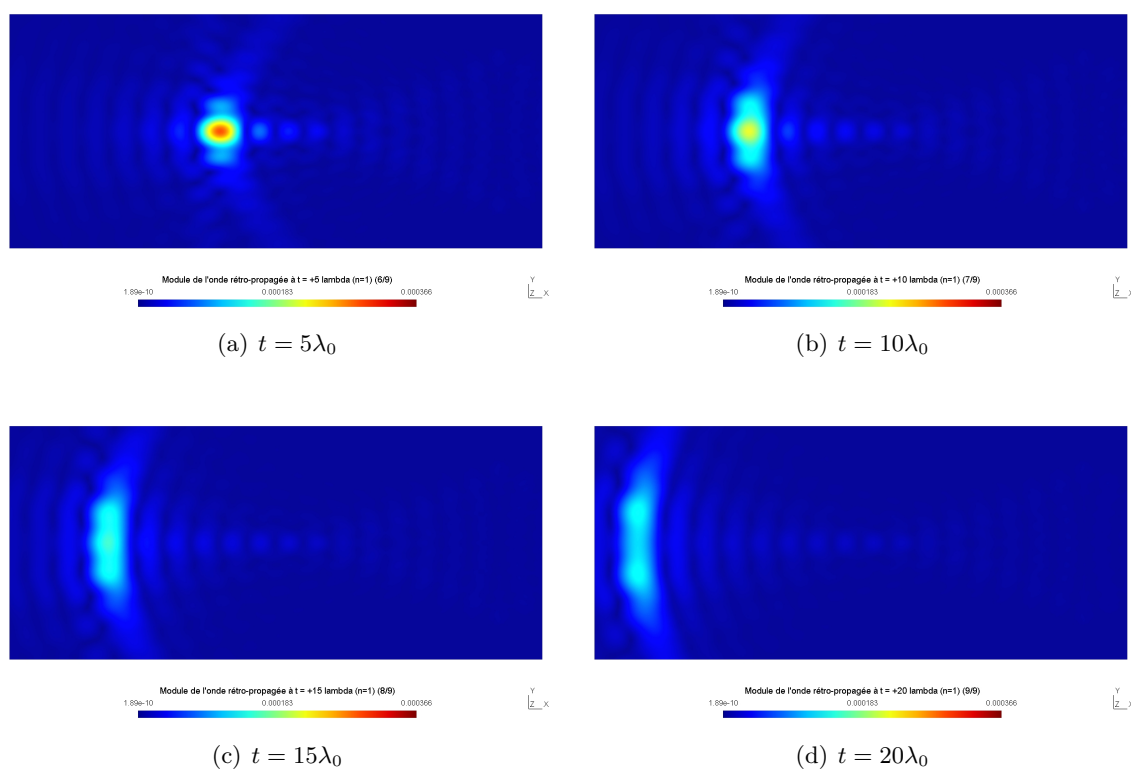 Module de l'onde rétro-propagée à t = +5 lambda (n=1) (6/9)
1.89e-10 0.000183 0.000366
Y
Z X
(a) t = 5λ₀
Module de l'onde rétro-propagée à t = +10 lambda (n=1) (7/9)
1.89e-10 0.000183 0.000366
Y
Z X
(b) t = 10λ₀
Module de l'onde rétro-propagée à t = +15 lambda (n=1) (8/9)
1.89e-10 0.000183 0.000366
Y
Z X
(c) t = 15λ₀
Module de l'onde rétro-propagée à t = +20 lambda (n=1) (9/9)
1.89e-10 0.000183 0.000366
Y
Z X
(d) t = 20λ₀